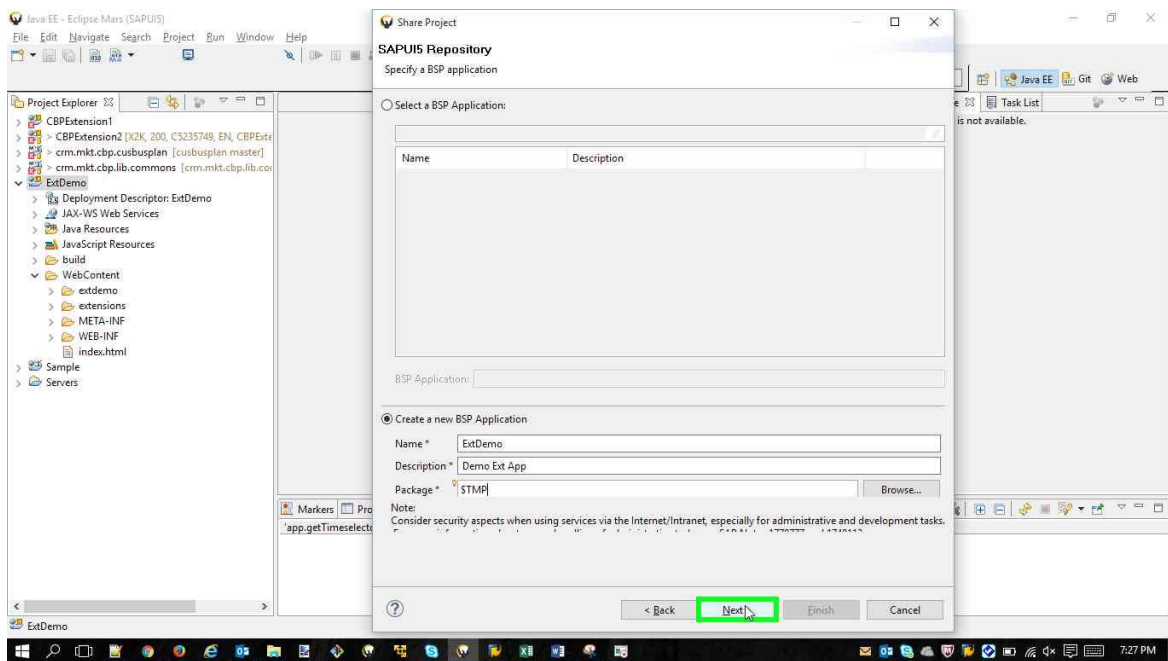 Java EE - Eclipse Mars (SAPUI5)
File Edit Navigate Search Project Run Window Help
Java EE Git Web
Project Explorer
CBPExtension1
> CBPExtension2 [X2K, 200, C5235749, EN, CBPExte
> crm.mkt.cbp.cusbusplan [cusbusplan master]
> crm.mkt.cbp.lib.commons [crm.mkt.cbp.lib.co
ExtDemo
Deployment Descriptor: ExtDemo
JAX-WS Web Services
Java Resources
JavaScript Resources
build
WebContent
extdemo
extensions
META-INF
WEB-INF
index.html
Sample
Servers
Share Project
SAPUI5 Repository
Specify a BSP application
Select a BSP Application:
Name Description
BSP Application:
Create a new BSP Application
Name * ExtDemo
Description * Demo Ext App
Package * $TMP Browse...
Note:
Consider security aspects when using services via the Internet/Intranet, especially for administrative and development tasks.
< Back Next > Finish Cancel
Task List
is not available.
Markers Pro
'app.getTimeselecto
ExtDemo
7:27 PM